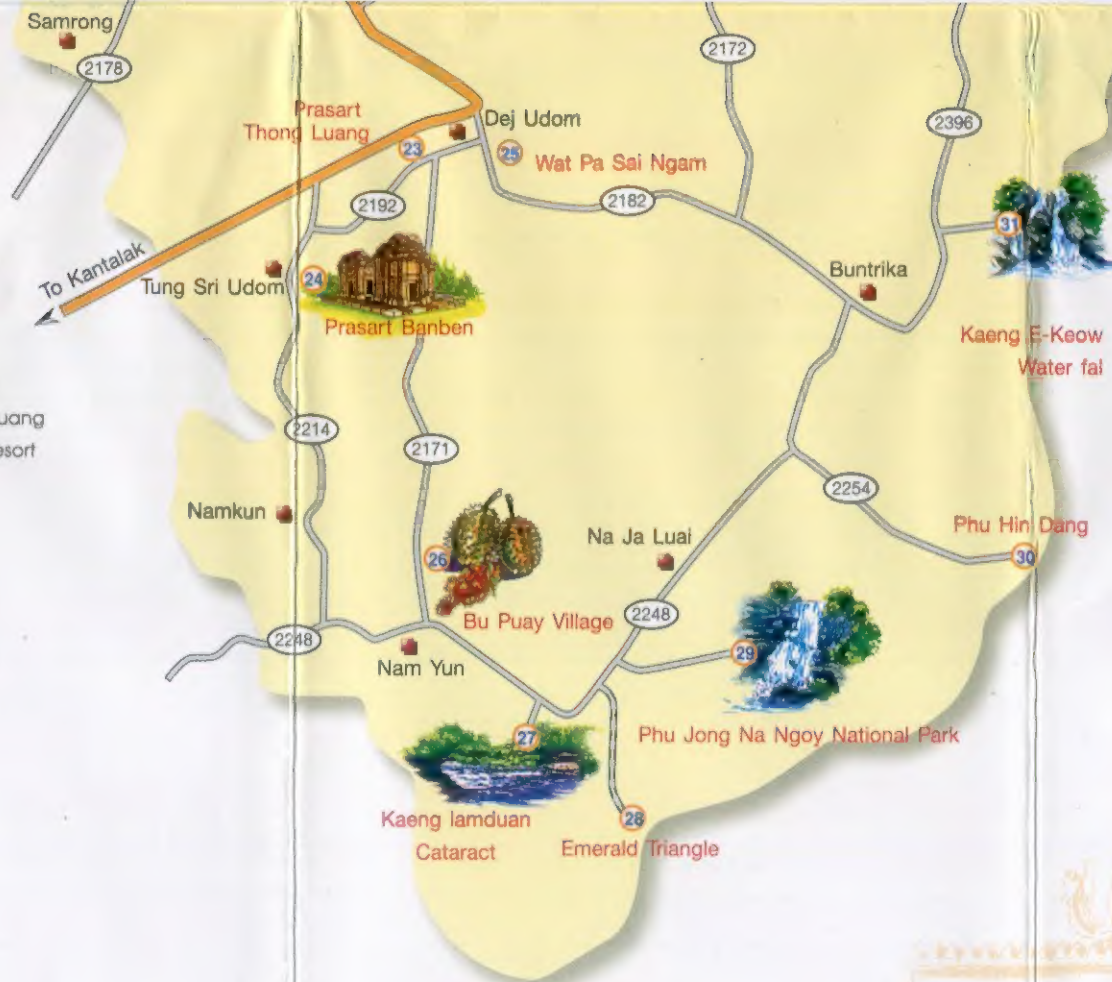 Samrong
2178
2172
2396
Prasart
Thong Luang
23
Dej Udom
25
Wat Pa Sai Ngam
2192
2182
31
To Kantalak
Tung Sri Udom
24
Prasart Banben
Buntrika
Kaeng E-Keow
Water fal
uang
esort
2214
2171
2254
Namkun
Na Ja Luai
Phu Hin Dang
26
30
Bu Puay Village
2248
2248
Nam Yun
29
27
Phu Jong Na Ngoy National Park
Kaeng lamduan
Cataract
28
Emerald Triangle